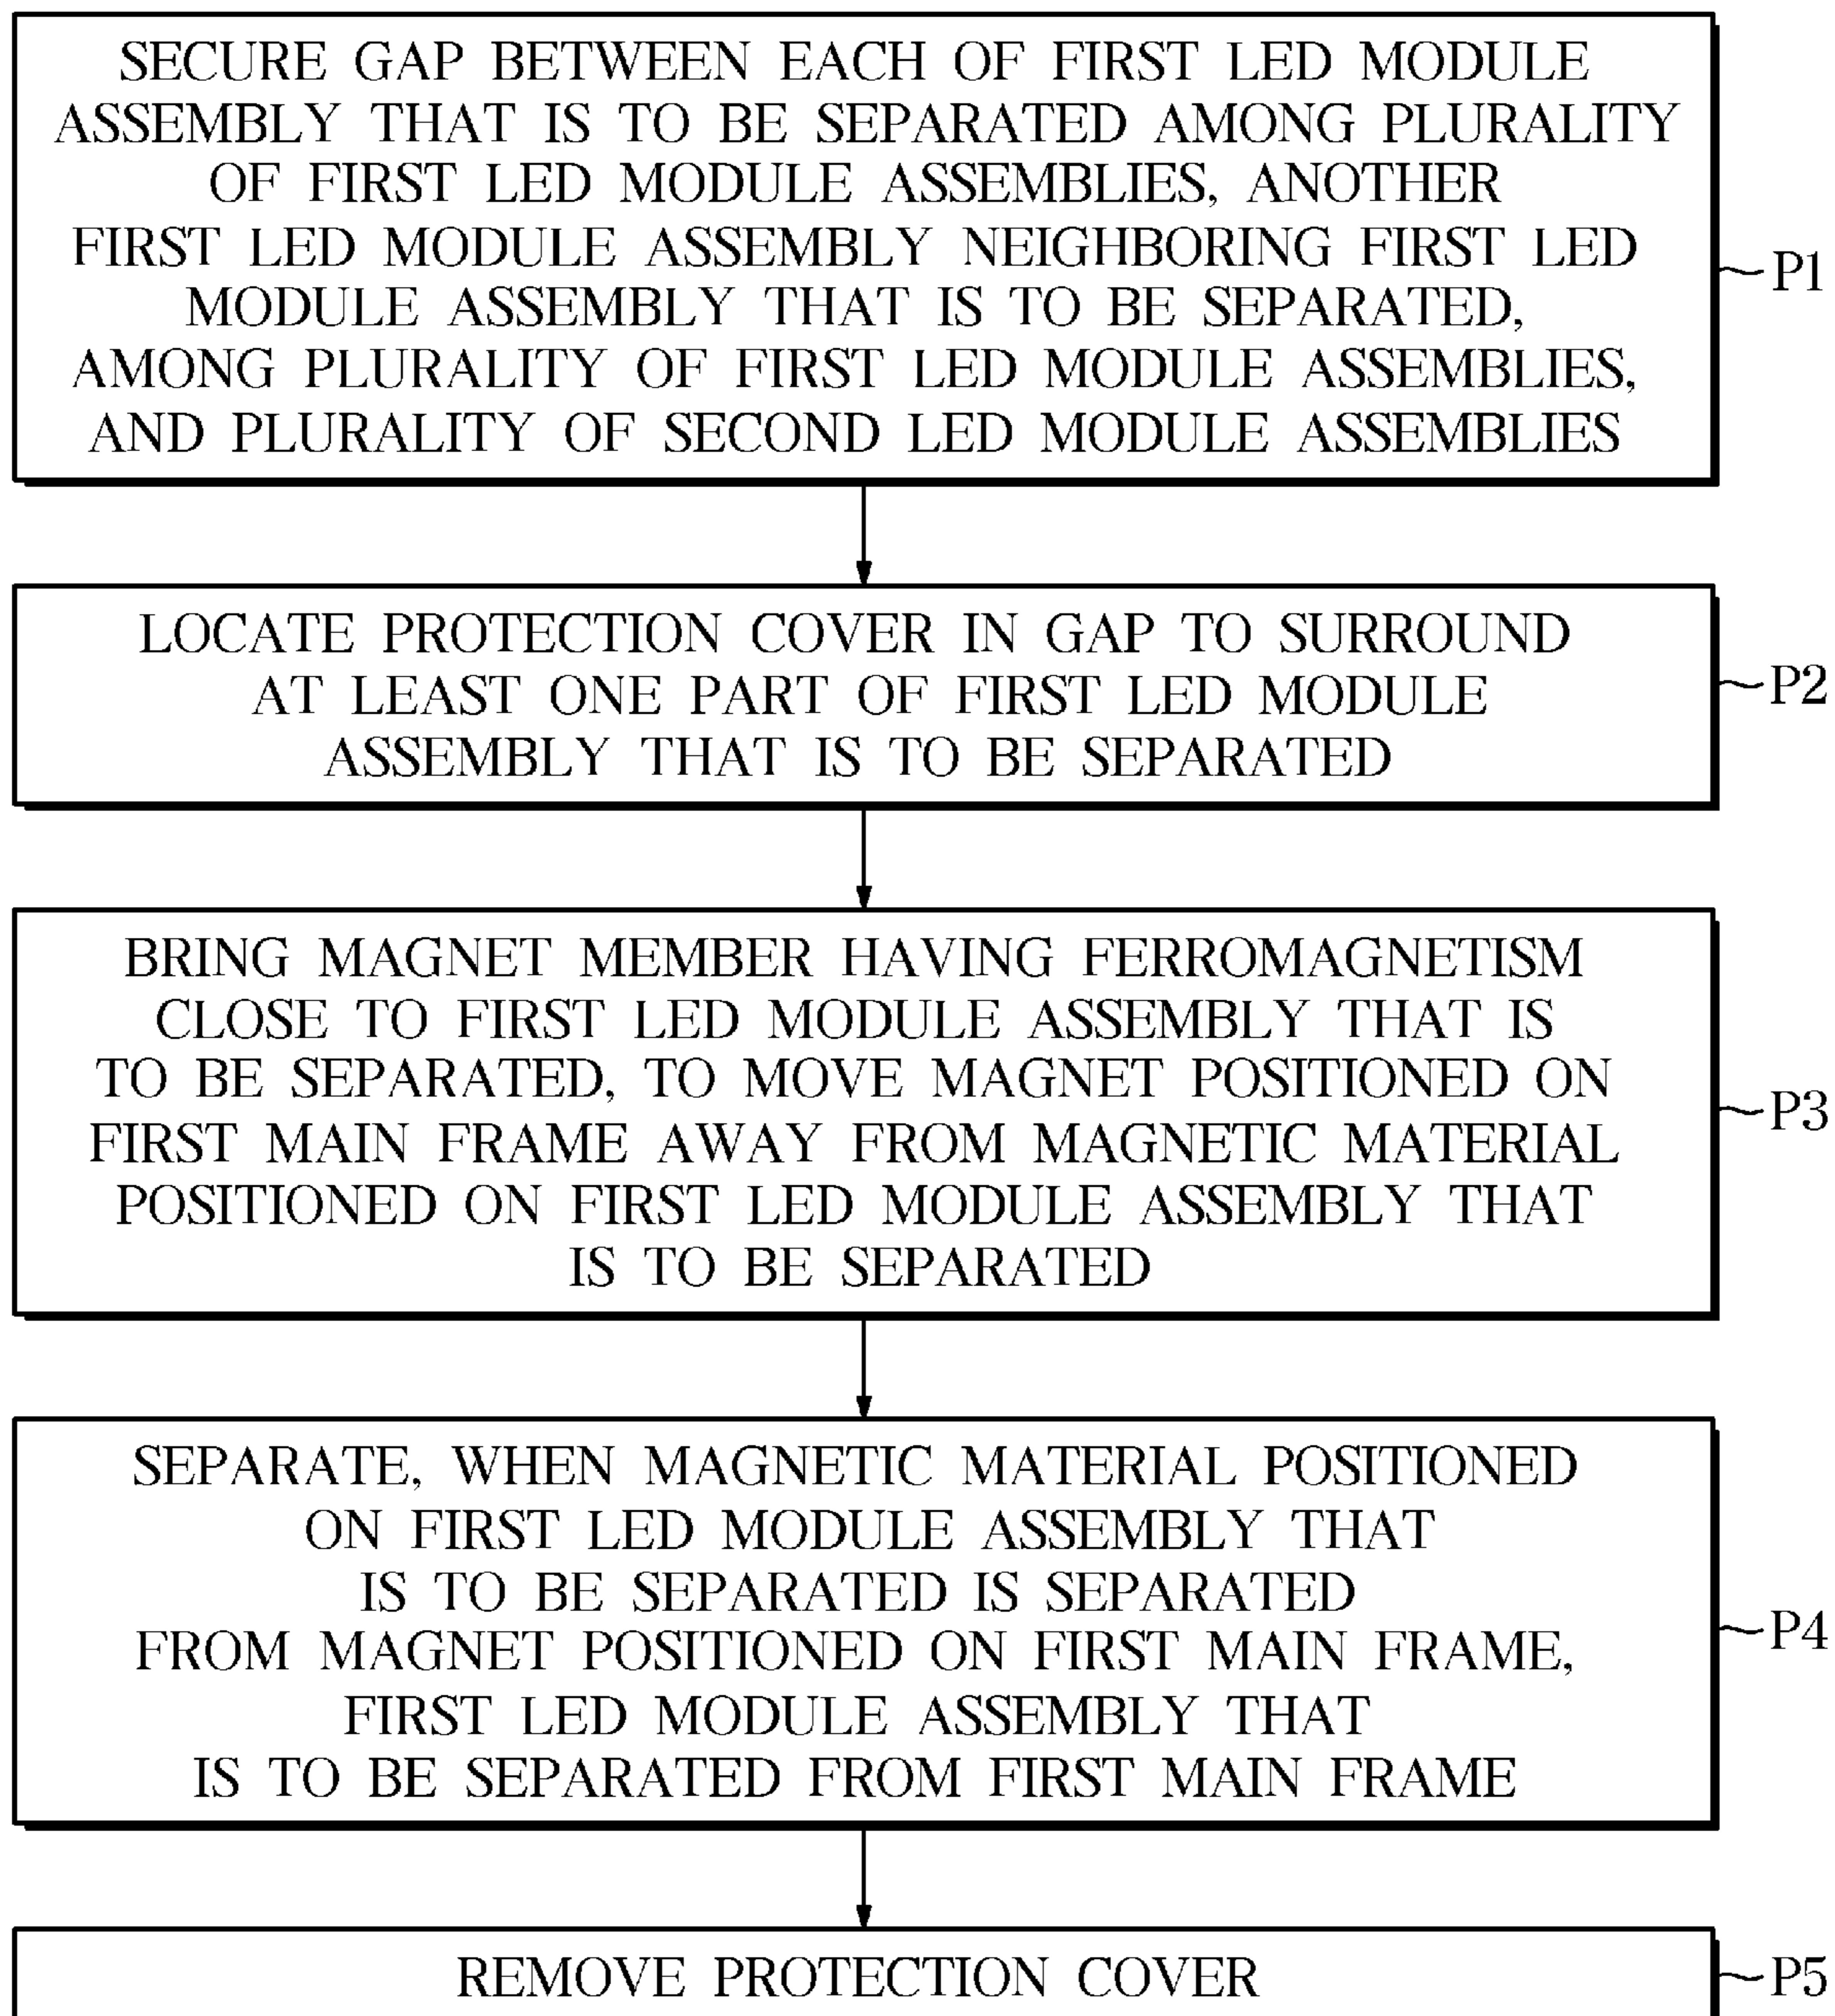 SECURE GAP BETWEEN EACH OF FIRST LED MODULE
ASSEMBLY THAT IS TO BE SEPARATED AMONG PLURALITY
OF FIRST LED MODULE ASSEMBLIES, ANOTHER
FIRST LED MODULE ASSEMBLY NEIGHBORING FIRST LED
MODULE ASSEMBLY THAT IS TO BE SEPARATED,
AMONG PLURALITY OF FIRST LED MODULE ASSEMBLIES,
AND PLURALITY OF SECOND LED MODULE ASSEMBLIES
P1
LOCATE PROTECTION COVER IN GAP TO SURROUND
AT LEAST ONE PART OF FIRST LED MODULE
ASSEMBLY THAT IS TO BE SEPARATED
P2
BRING MAGNET MEMBER HAVING FERROMAGNETISM
CLOSE TO FIRST LED MODULE ASSEMBLY THAT IS
TO BE SEPARATED, TO MOVE MAGNET POSITIONED ON
FIRST MAIN FRAME AWAY FROM MAGNETIC MATERIAL
POSITIONED ON FIRST LED MODULE ASSEMBLY THAT
IS TO BE SEPARATED
P3
SEPARATE, WHEN MAGNETIC MATERIAL POSITIONED
ON FIRST LED MODULE ASSEMBLY THAT
IS TO BE SEPARATED IS SEPARATED
FROM MAGNET POSITIONED ON FIRST MAIN FRAME,
FIRST LED MODULE ASSEMBLY THAT
IS TO BE SEPARATED FROM FIRST MAIN FRAME
P4
REMOVE PROTECTION COVER
P5